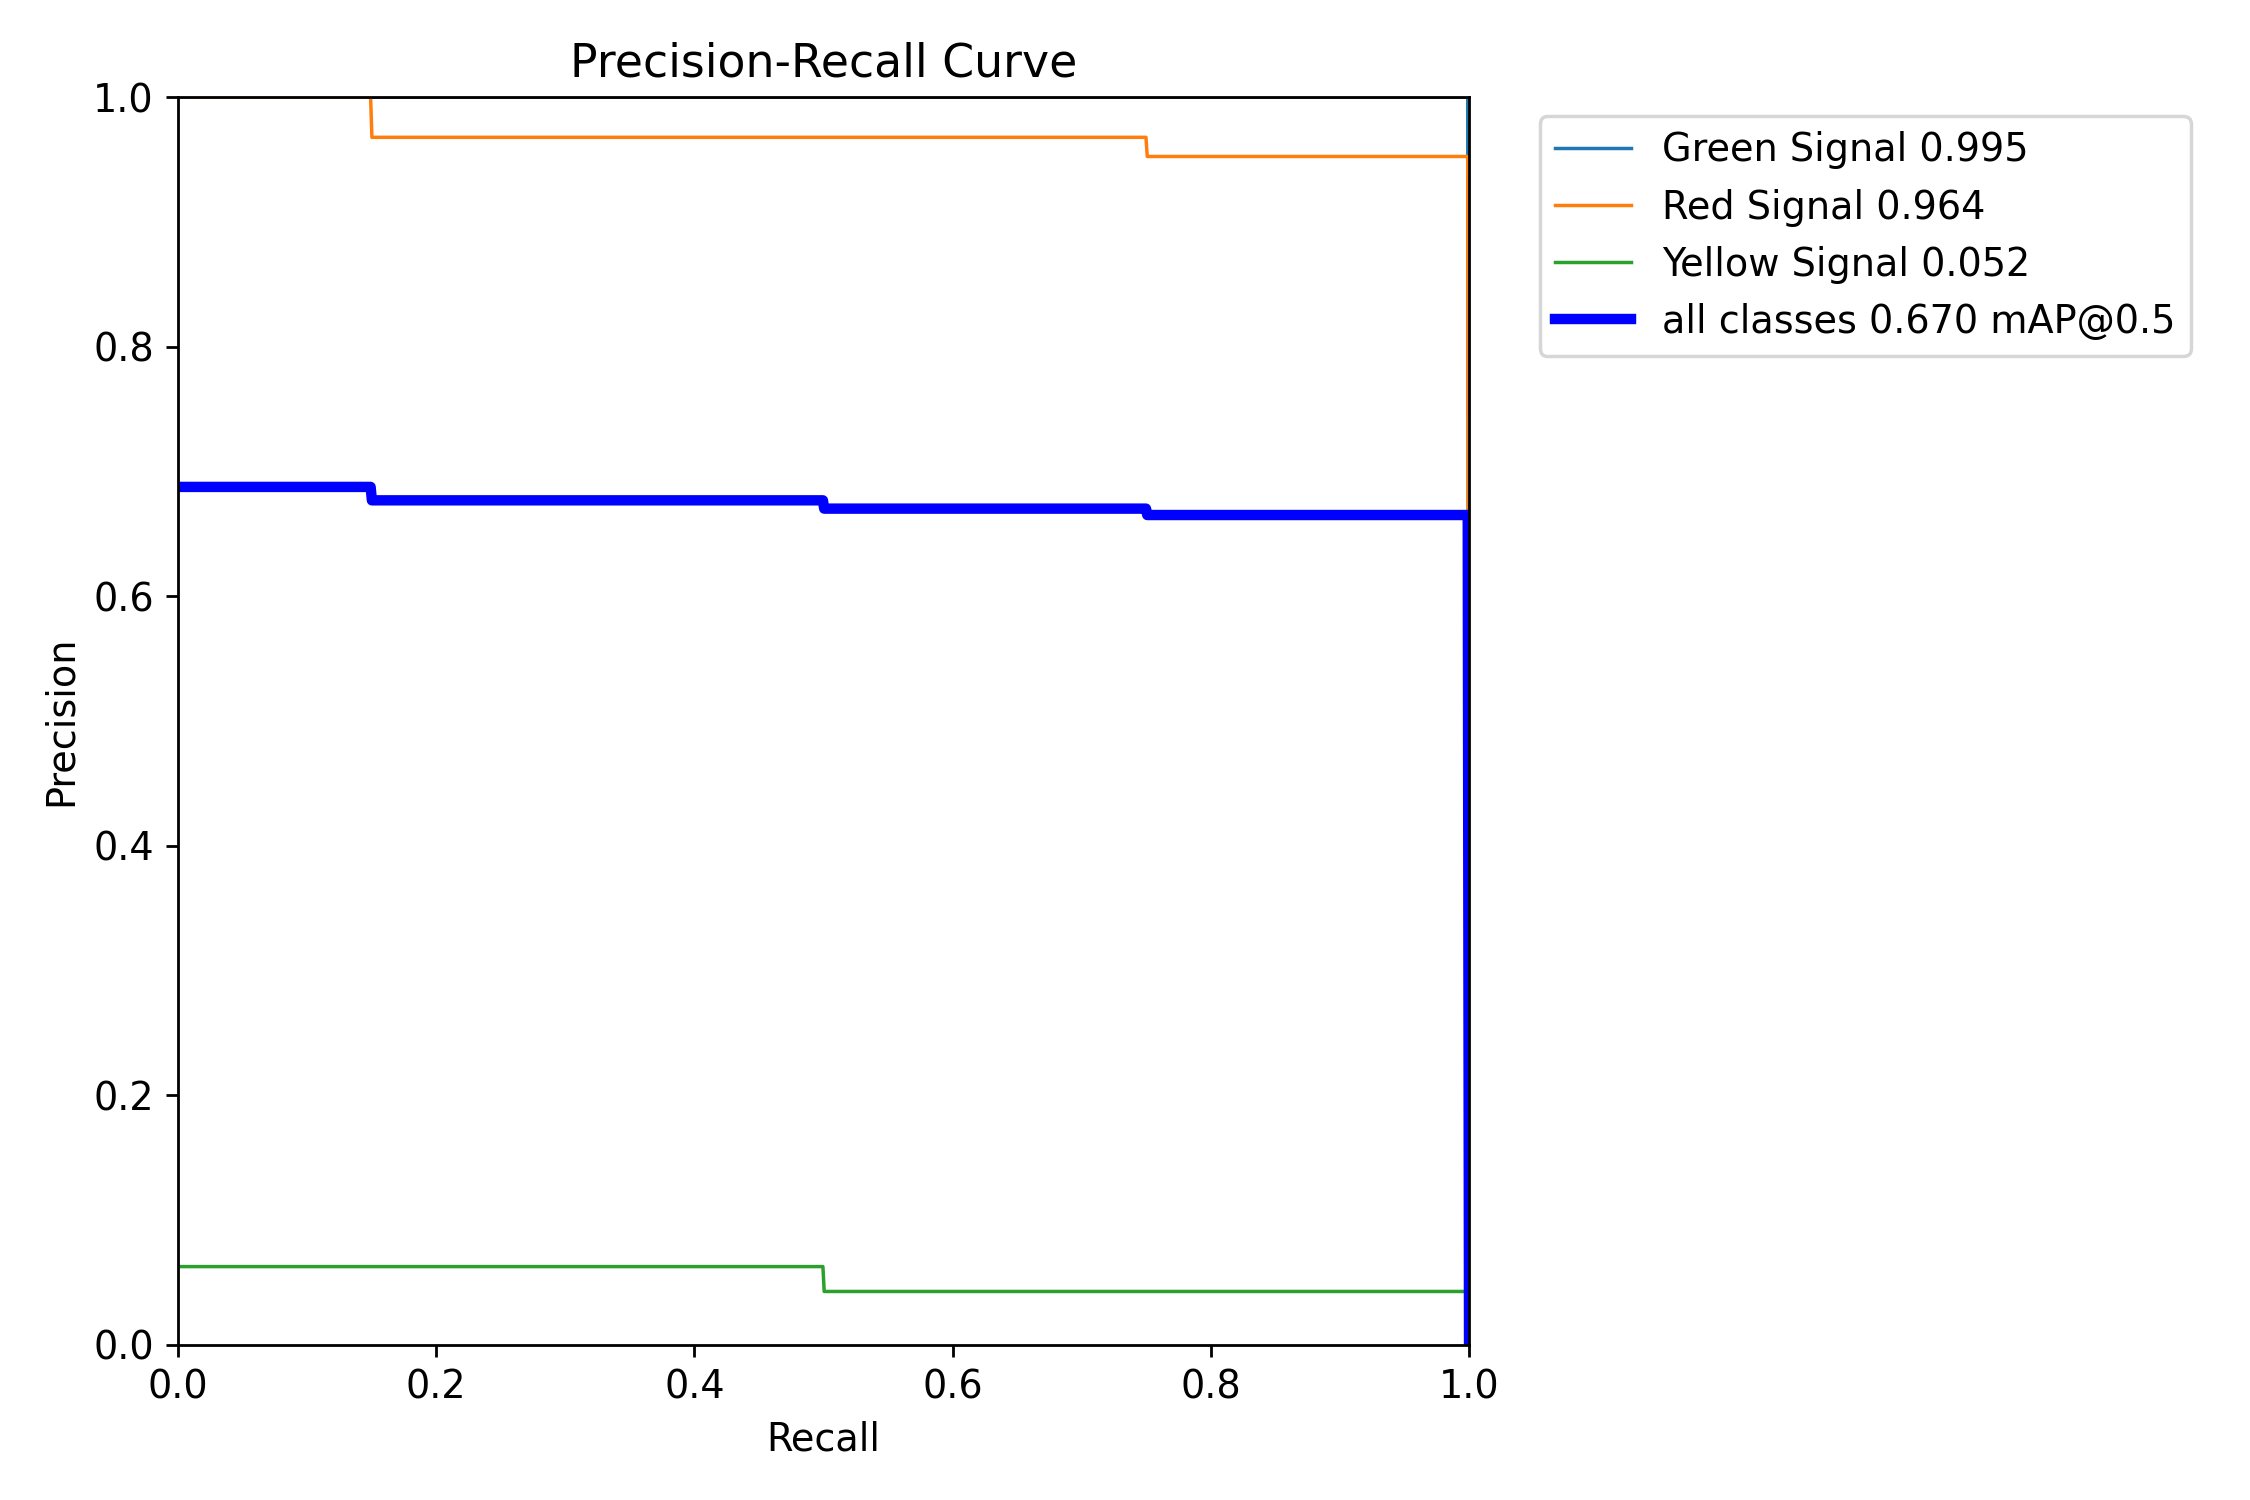 Precision-Recall Curve
1.0
0.8
0.6
0.4
0.2
0.0
Precision
0.0 0.2 0.4 0.6 0.8 1.0
Recall
Green Signal 0.995
Red Signal 0.964
Yellow Signal 0.052
all classes 0.670 mAP@0.5